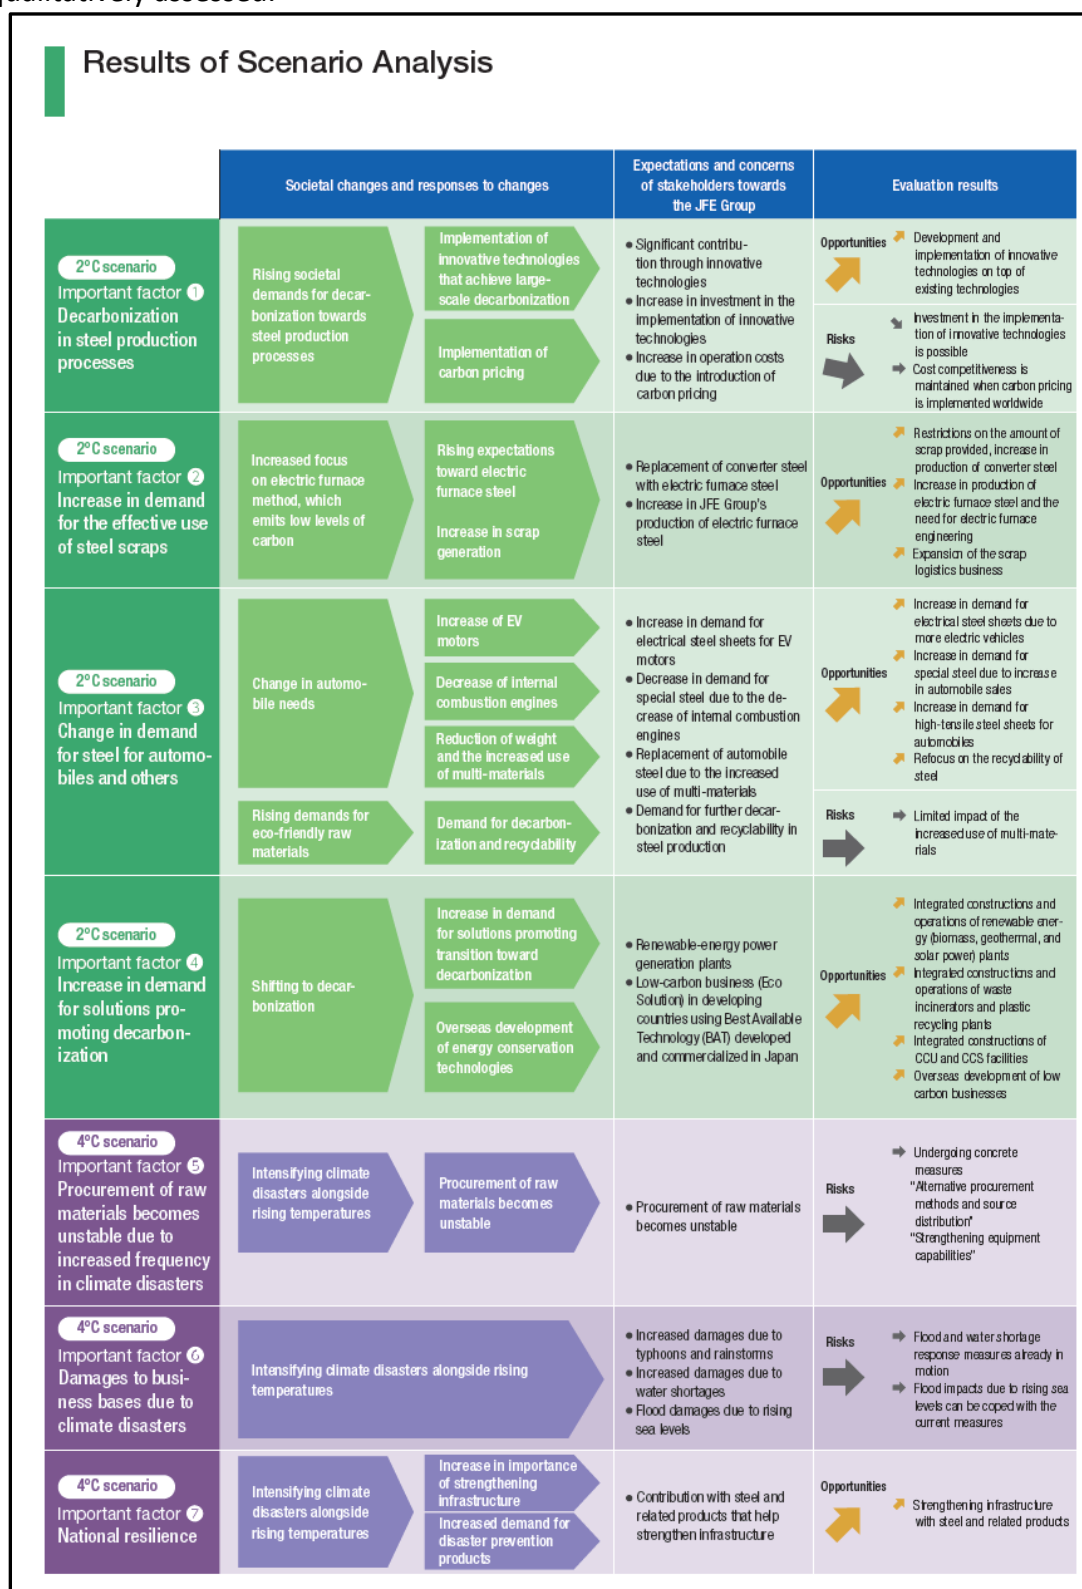 qualitatively assessed.
Results of Scenario Analysis
Societal changes and responses to changes
Expectations and concerns
of stakeholders towards
the JFE Group
Evaluation results
2°C scenario
Important factor ❶
Decarbonization
in steel production
processes
Rising societal
demands for decar-
bonization towards
steel production
processes
Implementation of
innovative technologies
that achieve large-
scale decarbonization
Implementation of
carbon pricing
● Significant contribu-
tion through innovative
technologies
● Increase in investment in the
implementation of innovative
technologies
● Increase in operation costs
due to the introduction of
carbon pricing
Opportunities
Development and
implementation of innovative
technologies on top of
existing technologies
Risks
Investment in the implementa-
tion of innovative technologies
is possible
Cost competitiveness is
maintained when carbon pricing
is implemented worldwide
2°C scenario
Important factor ❷
Increase in demand
for the effective use
of steel scraps
Increased focus
on electric furnace
method, which
emits low levels of
carbon
Rising expectations
toward electric
furnace steel
Increase in scrap
generation
● Replacement of converter steel
with electric furnace steel
● Increase in JFE Group's
production of electric furnace
steel
Opportunities
Restrictions on the amount of
scrap provided, increase in
production of converter steel
Increase in production of
electric furnace steel and the
need for electric furnace
engineering
Expansion of the scrap
logistics business
2°C scenario
Important factor ❸
Change in demand
for steel for automo-
biles and others
Change in automo-
bile needs
Increase of EV
motors
Decrease of internal
combustion engines
Reduction of weight
and the increased use
of multi-materials
Rising demands for
eco-friendly raw
materials
Demand for decarbon-
ization and recyclability
● Increase in demand for
electrical steel sheets for EV
motors
● Decrease in demand for
special steel due to the de-
crease of internal combustion
engines
● Replacement of automobile
steel due to the increased
use of multi-materials
● Demand for further decar-
bonization and recyclability in
steel production
Opportunities
Increase in demand for
electrical steel sheets due to
more electric vehicles
Increase in demand for
special steel due to increase
in automobile sales
Increase in demand for
high-tensile steel sheets for
automobiles
Refocus on the recyclability of
steel
Risks
Limited impact of the
increased use of multi-mate-
rials
2°C scenario
Important factor ❹
Increase in demand
for solutions pro-
moting decarbon-
ization
Shifting to decar-
bonization
Increase in demand
for solutions promoting
transition toward
decarbonization
Overseas development
of energy conservation
technologies
● Renewable-energy power
generation plants
● Low-carbon business (Eco
Solution) in developing
countries using Best Available
Technology (BAT) developed
and commercialized in Japan
Opportunities
Integrated constructions and
operations of renewable ener-
gy (biomass, geothermal, and
solar power) plants
Integrated constructions and
operations of waste
incinerators and plastic
recycling plants
Integrated constructions of
CCU and CCS facilities
Overseas development of low
carbon businesses
4°C scenario
Important factor ❺
Procurement of raw
materials becomes
unstable due to
increased frequency
in climate disasters
Intensifying climate
disasters alongside
rising temperatures
Procurement of raw
materials becomes
unstable
● Procurement of raw materials
becomes unstable
Risks
Undergoing concrete
measures
"Alternative procurement
methods and source
distribution"
"Strengthening equipment
capabilities"
4°C scenario
Important factor ❻
Damages to busi-
ness bases due to
climate disasters
Intensifying climate disasters alongside rising
temperatures
● Increased damages due to
typhoons and rainstorms
● Increased damages due to
water shortages
● Flood damages due to rising
sea levels
Risks
Flood and water shortage
response measures already in
motion
Flood impacts due to rising sea
levels can be coped with the
current measures
4°C scenario
Important factor ❼
National resilience
Intensifying climate
disasters alongside
rising temperatures
Increase in importance
of strengthening
infrastructure
Increased demand for
disaster prevention
products
● Contribution with steel and
related products that help
strengthen infrastructure
Opportunities
Strengthening infrastructure
with steel and related products